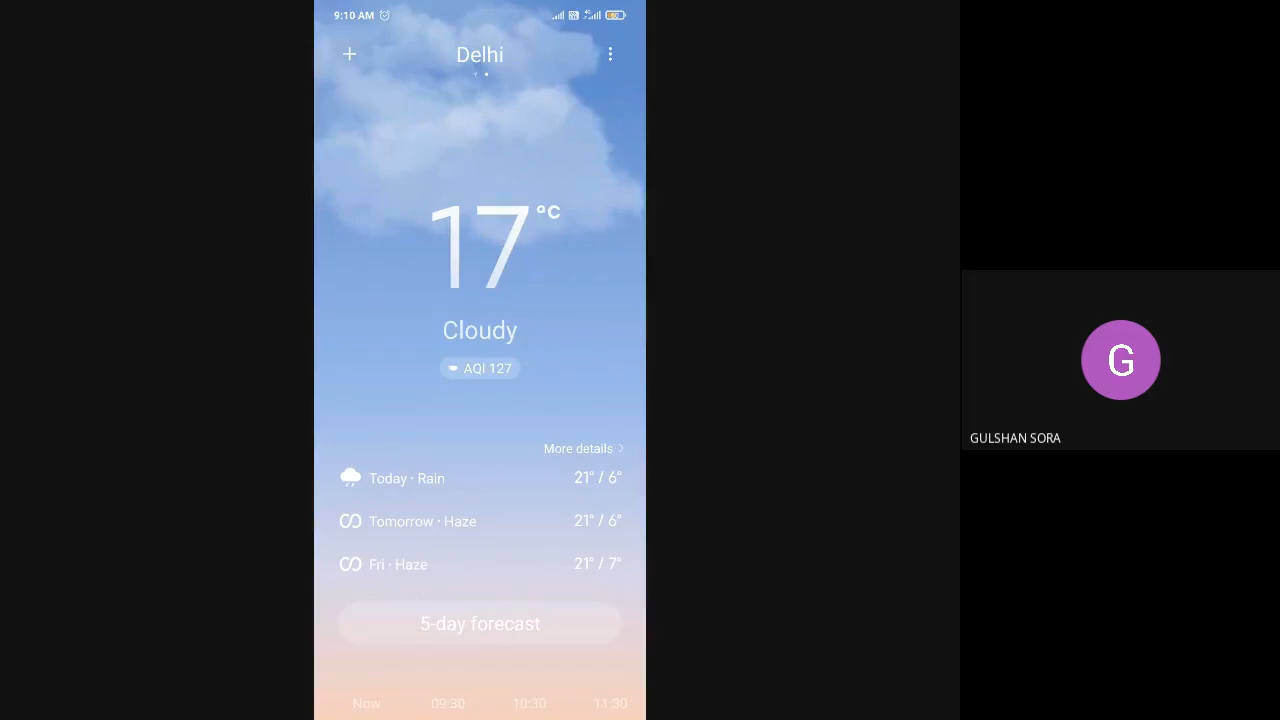 9:10 AM
Delhi
17 °C
Cloudy
AQI 127
More details
Today · Rain 21° / 6°
Tomorrow · Haze 21° / 6°
Fri · Haze 21° / 7°
5-day forecast
Now 09:30 10:30 11:30
G
GULSHAN SORA